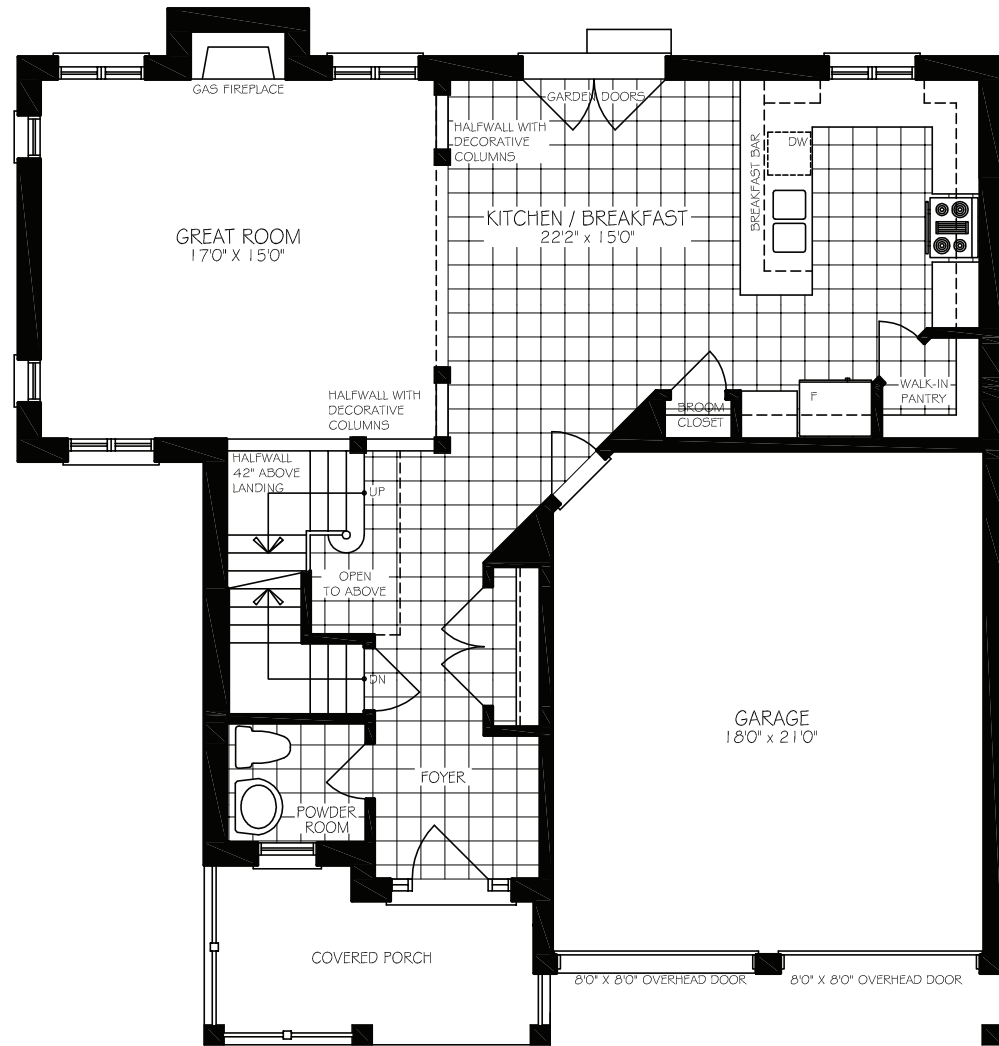 GAS FIREPLACE
GARDEN DOORS
HALFWALL WITH
DECORATIVE
COLUMNS
BREAKFAST BAR
DW
KITCHEN / BREAKFAST
22'2" x 15'0"
GREAT ROOM
17'0" X 15'0"
HALFWALL WITH
DECORATIVE
COLUMNS
BROOM
CLOSET
F
WALK-IN
PANTRY
HALFWALL
42" ABOVE
LANDING
UP
OPEN
TO ABOVE
DN
GARAGE
18'0" x 21'0"
FOYER
POWDER
ROOM
COVERED PORCH
8'0" X 8'0" OVERHEAD DOOR
8'0" X 8'0" OVERHEAD DOOR